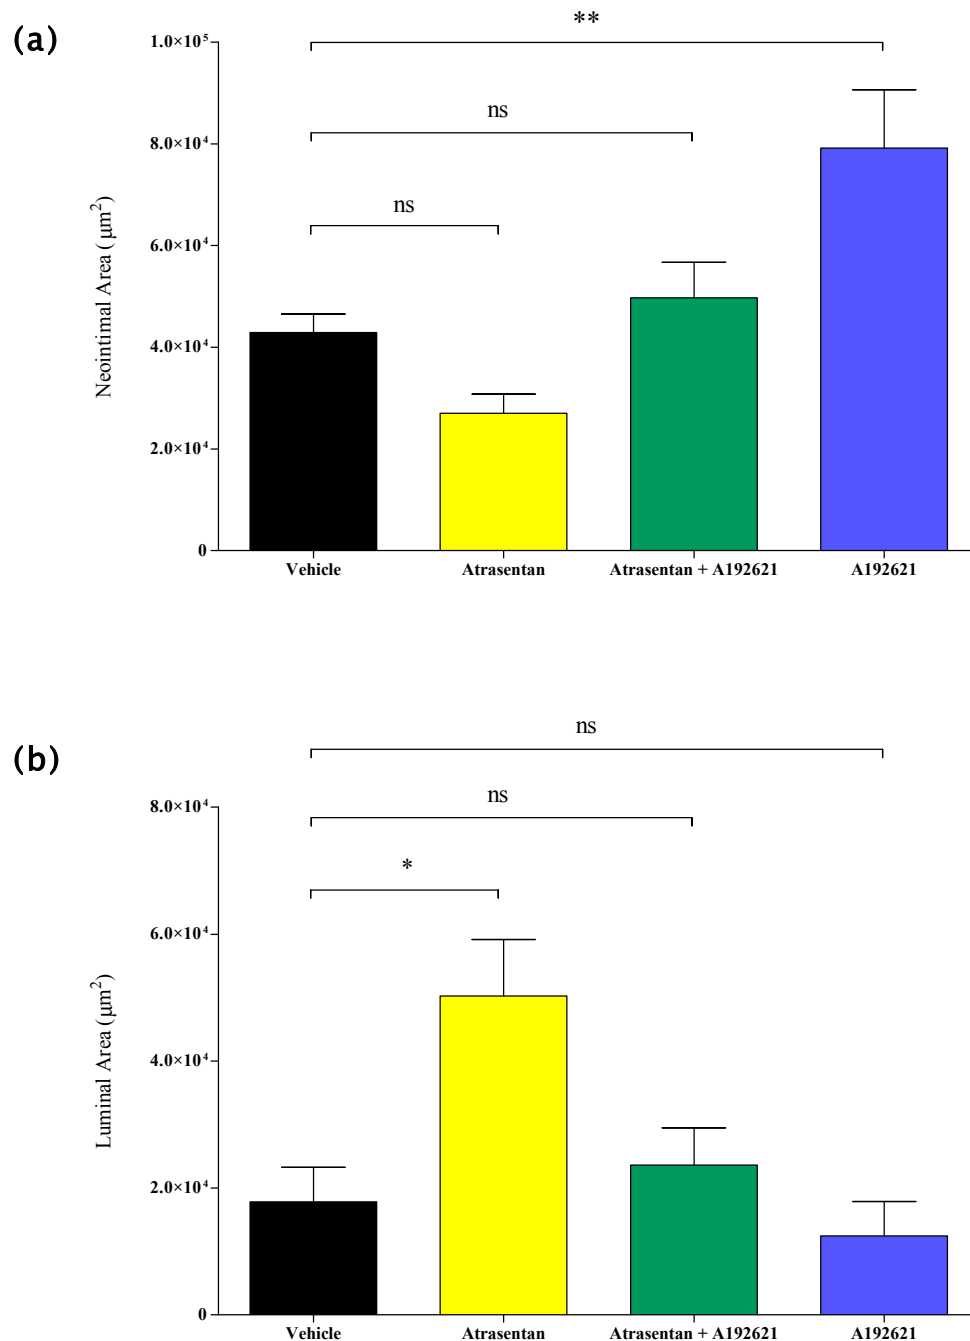 (a)
**
1.0×10⁵
ns
8.0×10⁴
ns
6.0×10⁴
4.0×10⁴
2.0×10⁴
0
Neointimal Area (μm²)
Vehicle Atrasentan Atrasentan + A192621 A192621
(b)
ns
ns
8.0×10⁴
*
6.0×10⁴
4.0×10⁴
2.0×10⁴
0
Luminal Area (μm²)
Vehicle Atrasentan Atrasentan + A192621 A192621